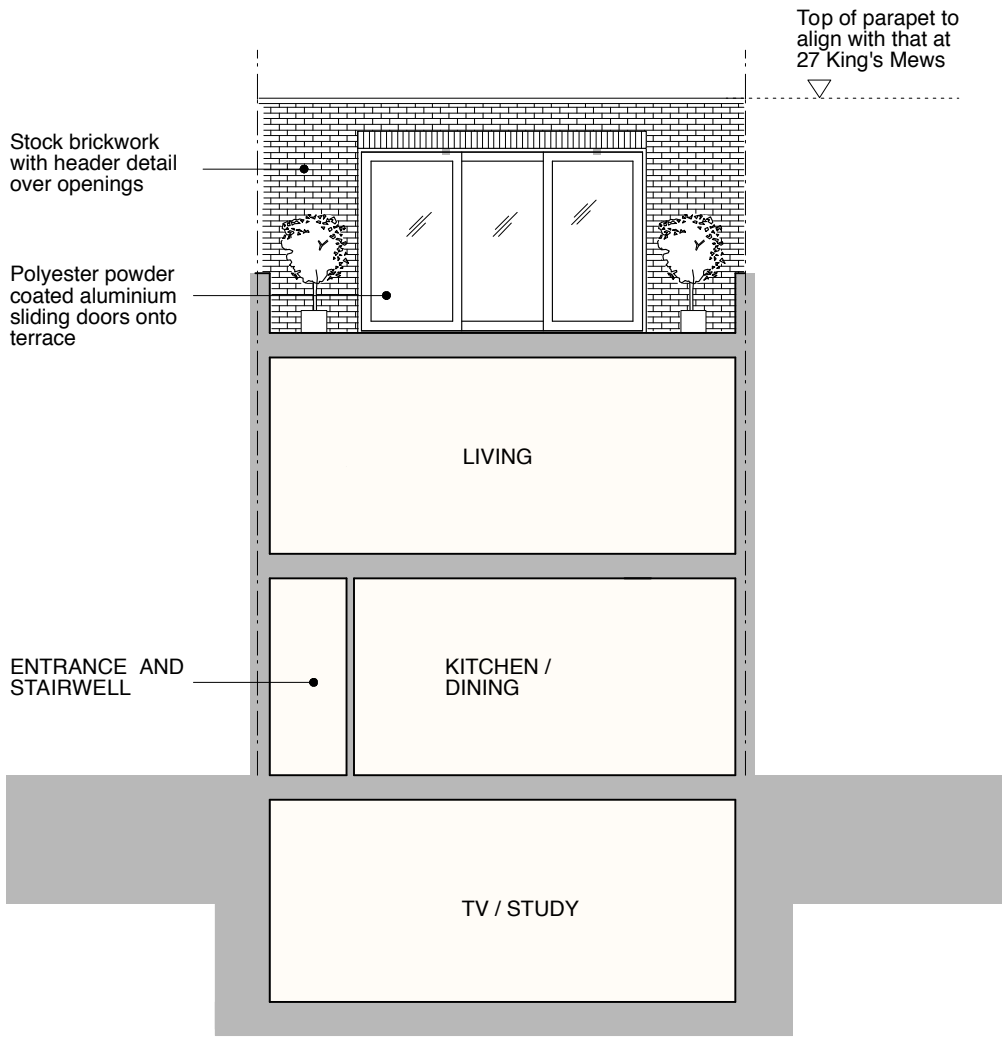 Top of parapet to
align with that at
27 King's Mews
Stock brickwork
with header detail
over openings
Polyester powder
coated aluminium
sliding doors onto
terrace
LIVING
ENTRANCE AND
STAIRWELL
KITCHEN /
DINING
TV / STUDY